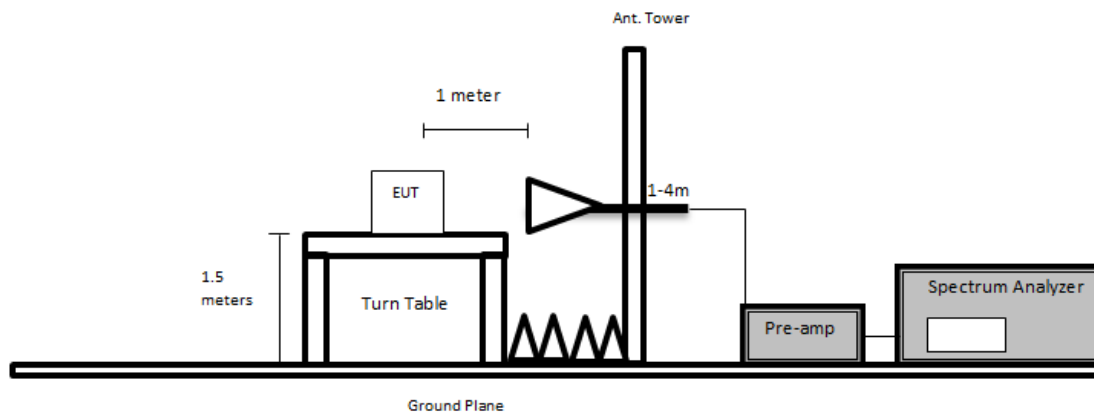 Ant. Tower
1 meter
EUT
1-4m
1.5
meters
Turn Table
Spectrum Analyzer
Pre-amp
Ground Plane